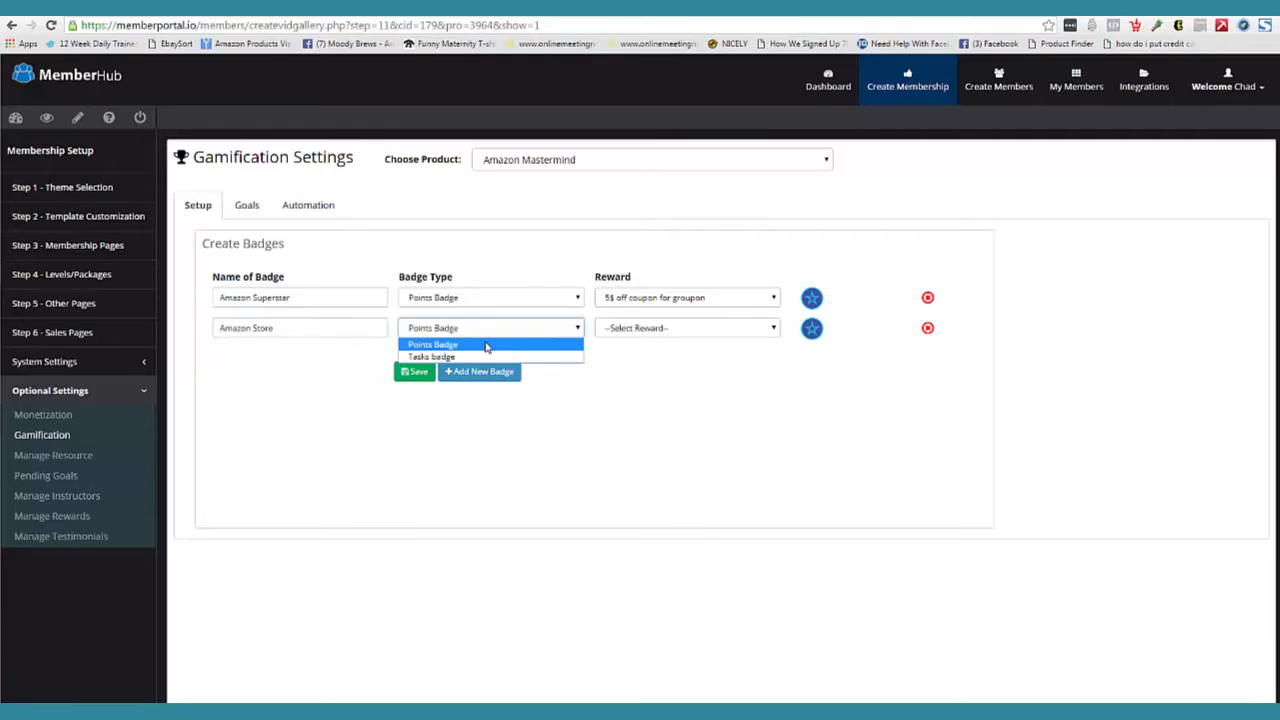 https://memberportal.io/members/createvidgallery.php?step=11&cid=179&pro=3964&show=1
Apps 12 Week Daily Traine EbaySort Amazon Products Vi (7) Moody Brews - Am Funny Maternity T-sh www.onlinemeetingn www.onlinemeetingn NICELY How We Signed Up 7 Need Help With Face (3) Facebook Product Finder how do i put credit c
MemberHub
Dashboard
Create Membership
Create Members
My Members
Integrations
Welcome Chad
Membership Setup
Step 1 - Theme Selection
Step 2 - Template Customization
Step 3 - Membership Pages
Step 4 - Levels/Packages
Step 5 - Other Pages
Step 6 - Sales Pages
System Settings
Optional Settings
Monetization
Gamification
Manage Resource
Pending Goals
Manage Instructors
Manage Rewards
Manage Testimonials
Gamification Settings
Choose Product: Amazon Mastermind
Setup Goals Automation
Create Badges
Name of Badge Badge Type Reward
Amazon Superstar Points Badge 5$ off coupon for groupon
Amazon Store Points Badge --Select Reward--
Points Badge
Tasks badge
Save + Add New Badge